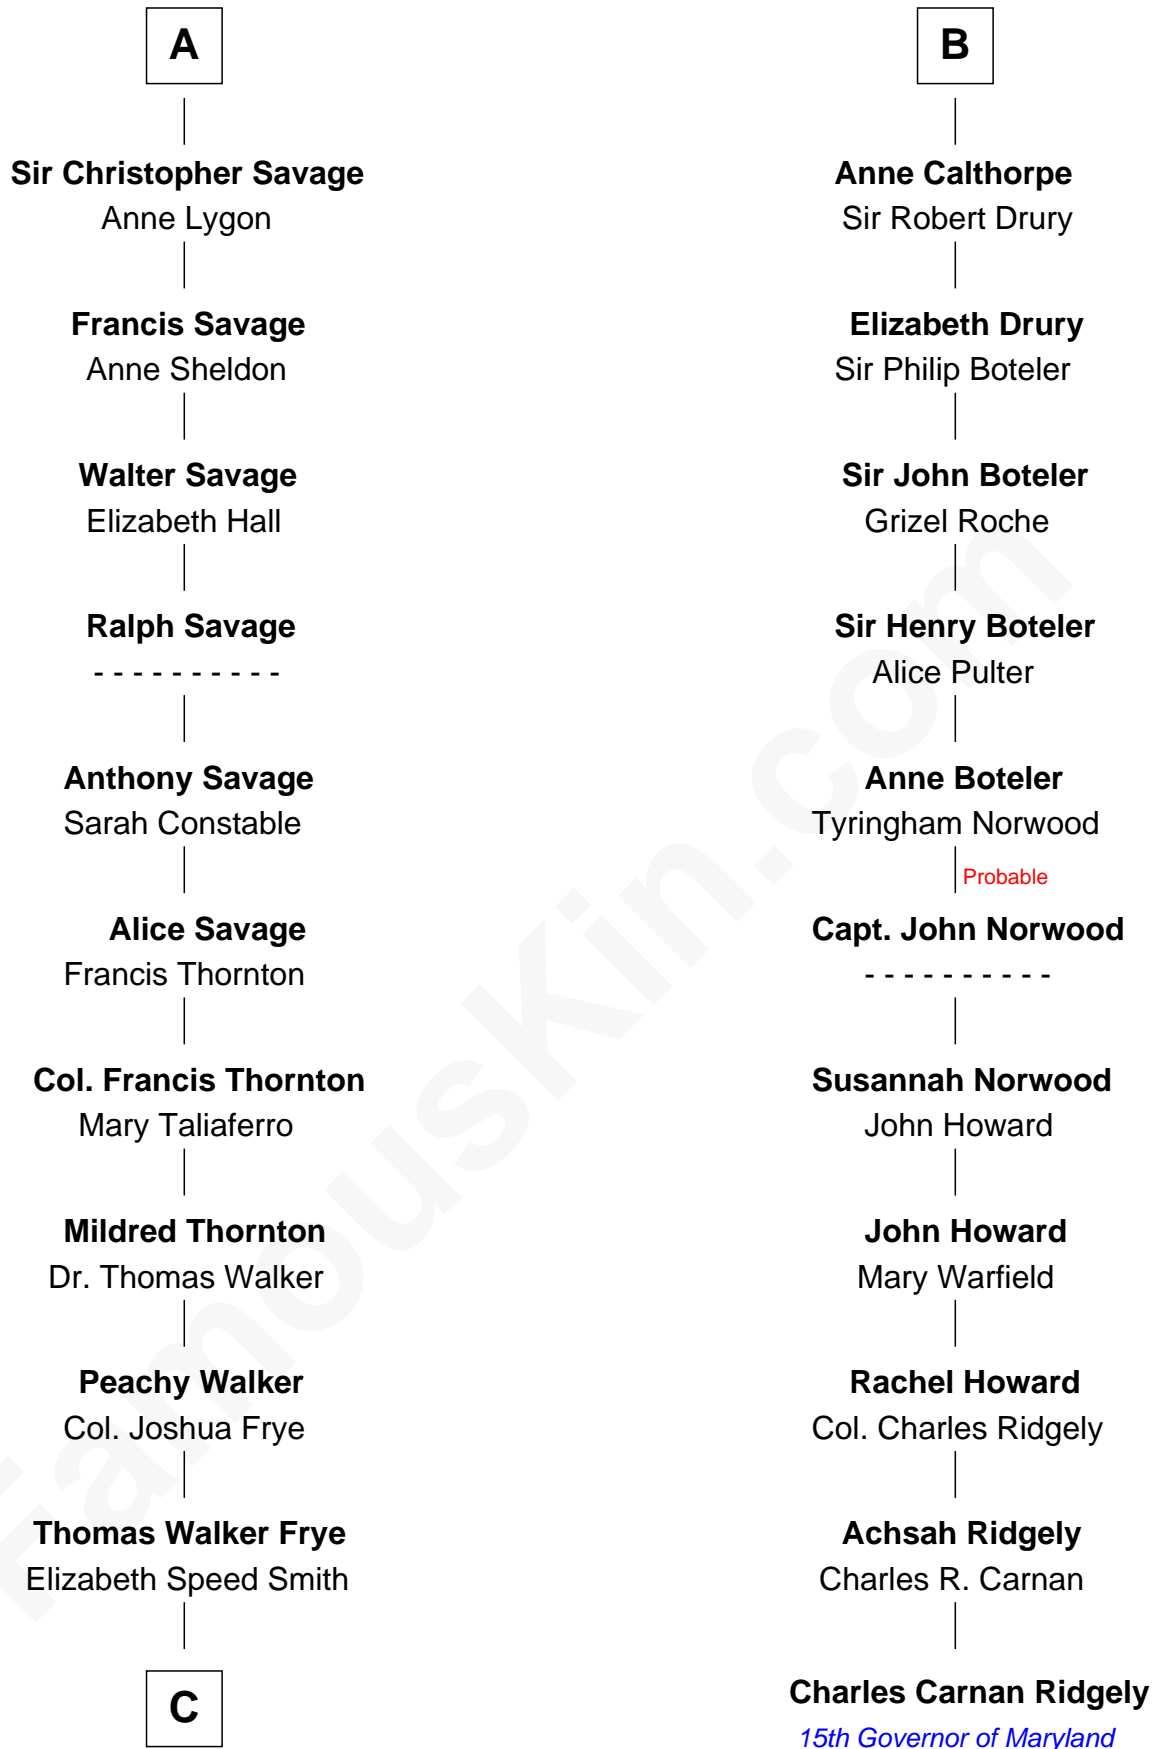 A
Sir Christopher Savage
Anne Lygon
Francis Savage
Anne Sheldon
Walter Savage
Elizabeth Hall
Ralph Savage
- - - - - - - - - -
Anthony Savage
Sarah Constable
Alice Savage
Francis Thornton
Col. Francis Thornton
Mary Taliaferro
Mildred Thornton
Dr. Thomas Walker
Peachy Walker
Col. Joshua Frye
Thomas Walker Frye
Elizabeth Speed Smith
C
B
Anne Calthorpe
Sir Robert Drury
Elizabeth Drury
Sir Philip Boteler
Sir John Boteler
Grizel Roche
Sir Henry Boteler
Alice Pulter
Anne Boteler
Tyringham Norwood
Probable
Capt. John Norwood
- - - - - - - - - -
Susannah Norwood
John Howard
John Howard
Mary Warfield
Rachel Howard
Col. Charles Ridgely
Achsah Ridgely
Charles R. Carnan
Charles Carnan Ridgely
15th Governor of Maryland
FamousKin.com